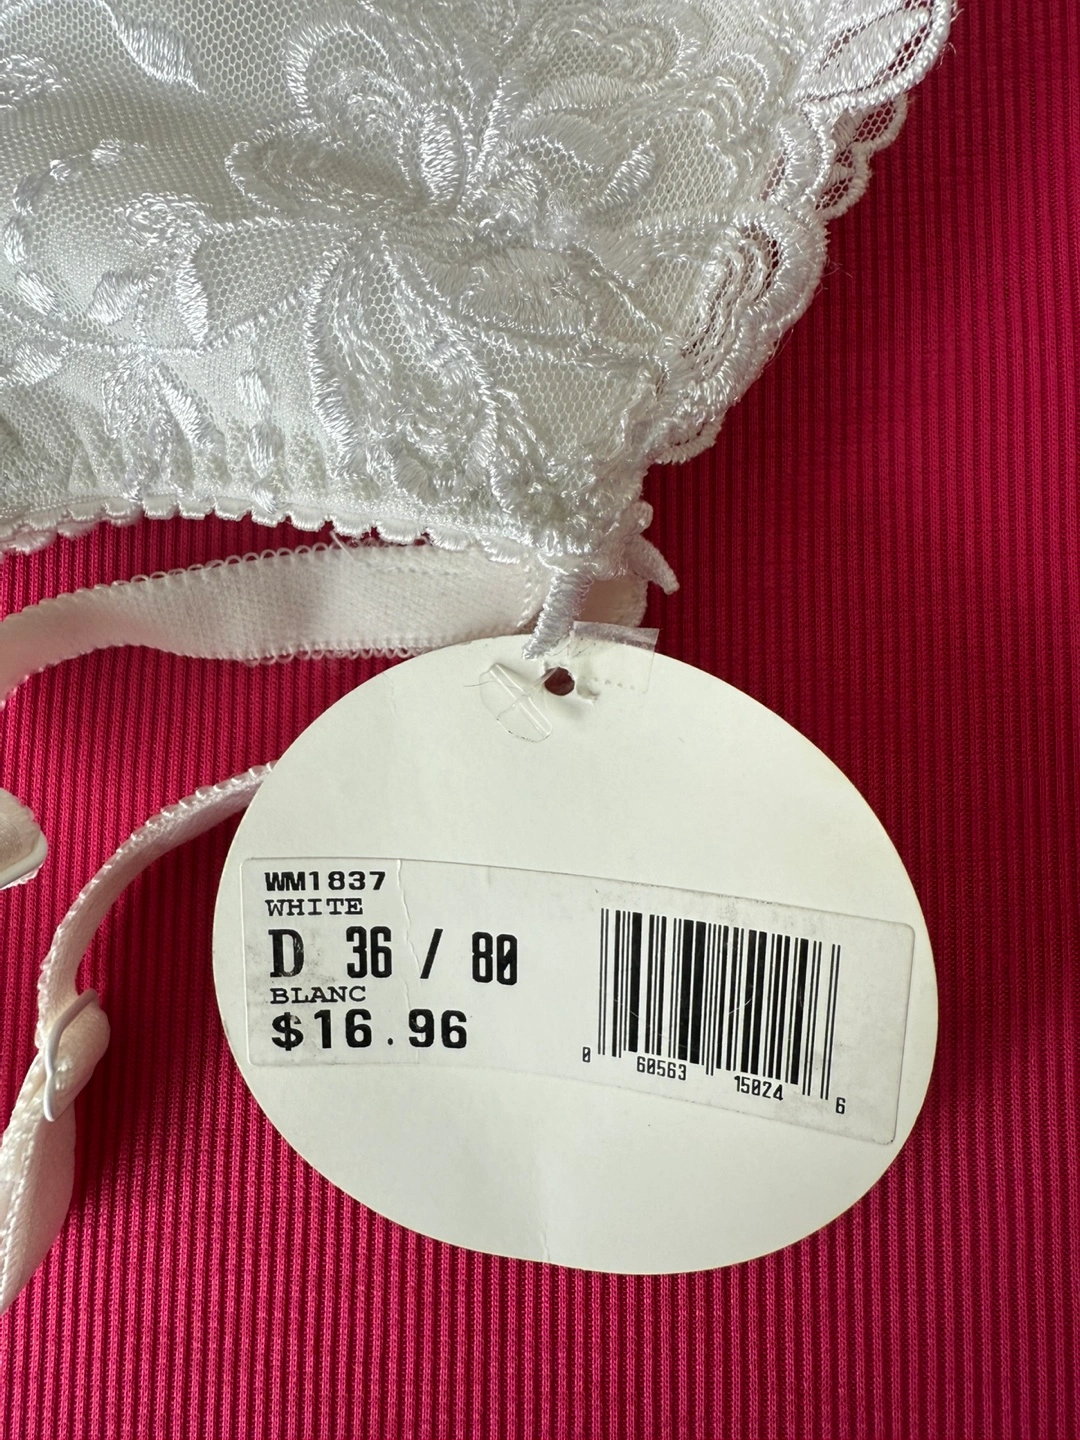 WM1837
WHITE
D 36 / 80
BLANC
$16.96
0 60563 15024 6